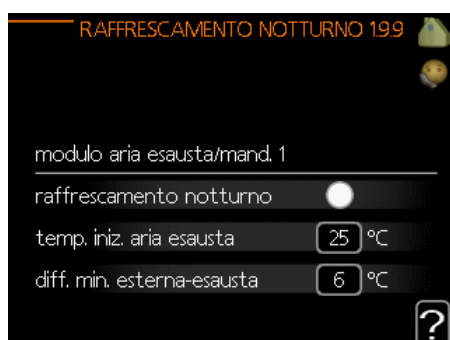 RAFFRESCAMENTO NOTTURNO 1.9.9
modulo aria esausta/mand. 1
raffrescamento notturno
temp. iniz. aria esausta 25 °C
diff. min. esterna-esausta 6 °C
?